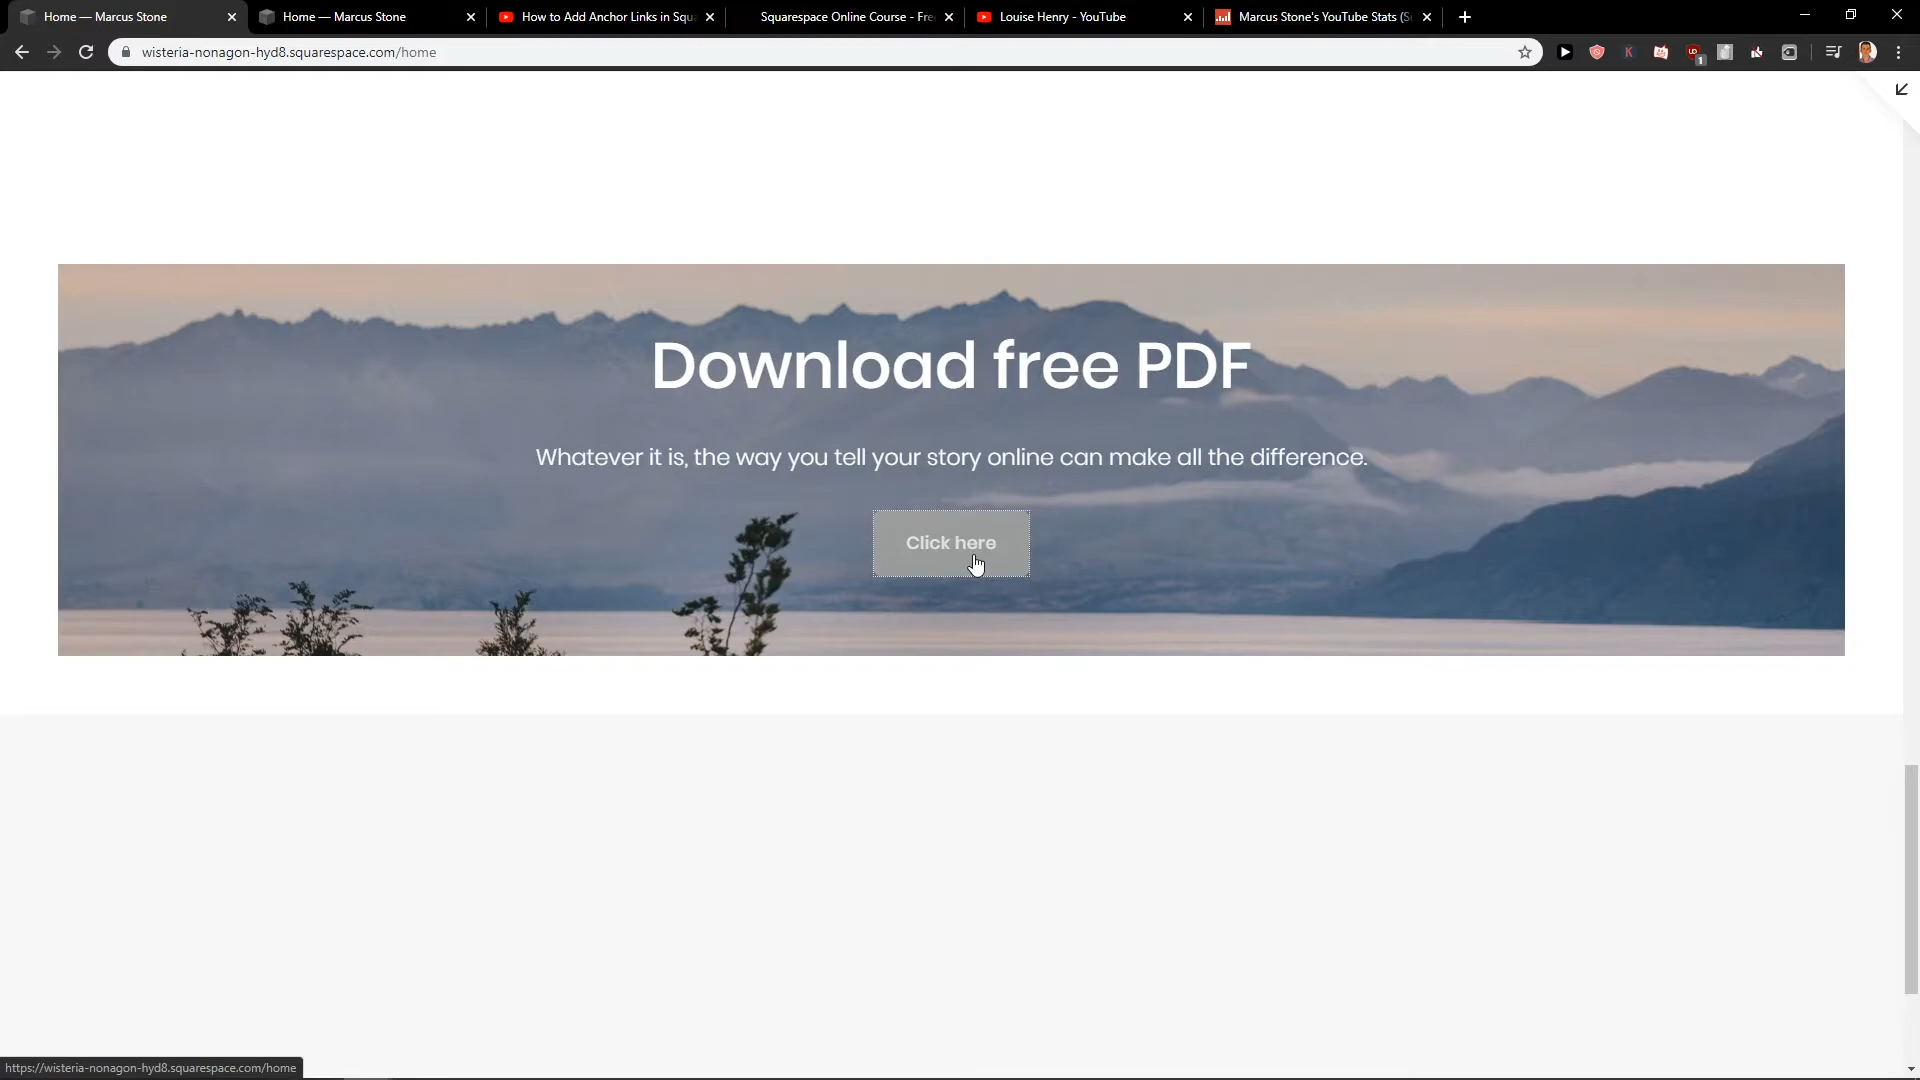 Home — Marcus Stone
Home — Marcus Stone
How to Add Anchor Links in Squ
Squarespace Online Course - Fre
Louise Henry - YouTube
Marcus Stone's YouTube Stats (S
wisteria-nonagon-hyd8.squarespace.com/home
K
1
Download free PDF
Whatever it is, the way you tell your story online can make all the difference.
Click here
https://wisteria-nonagon-hyd8.squarespace.com/home